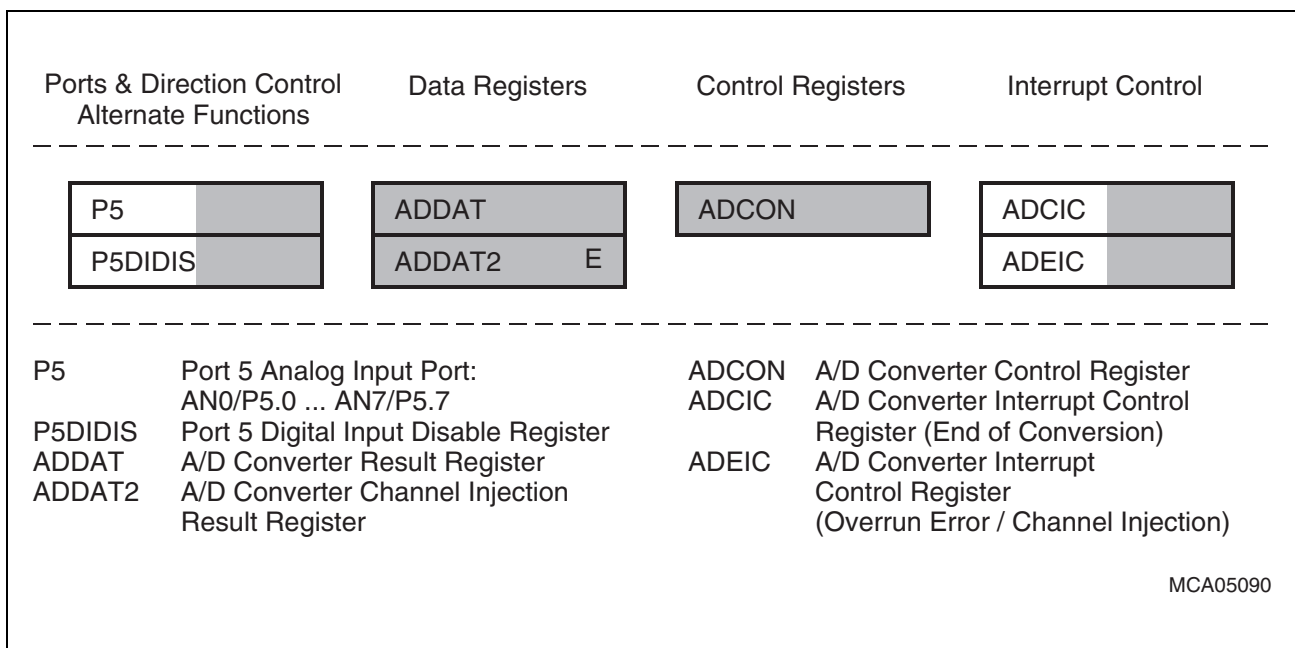 Ports & Direction Control
Alternate Functions
Data Registers
Control Registers
Interrupt Control
P5
P5DIDIS
ADDAT
ADDAT2 E
ADCON
ADCIC
ADEIC
P5 Port 5 Analog Input Port:
AN0/P5.0 ... AN7/P5.7
P5DIDIS Port 5 Digital Input Disable Register
ADDAT A/D Converter Result Register
ADDAT2 A/D Converter Channel Injection
Result Register
ADCON A/D Converter Control Register
ADCIC A/D Converter Interrupt Control
Register (End of Conversion)
ADEIC A/D Converter Interrupt
Control Register
(Overrun Error / Channel Injection)
MCA05090